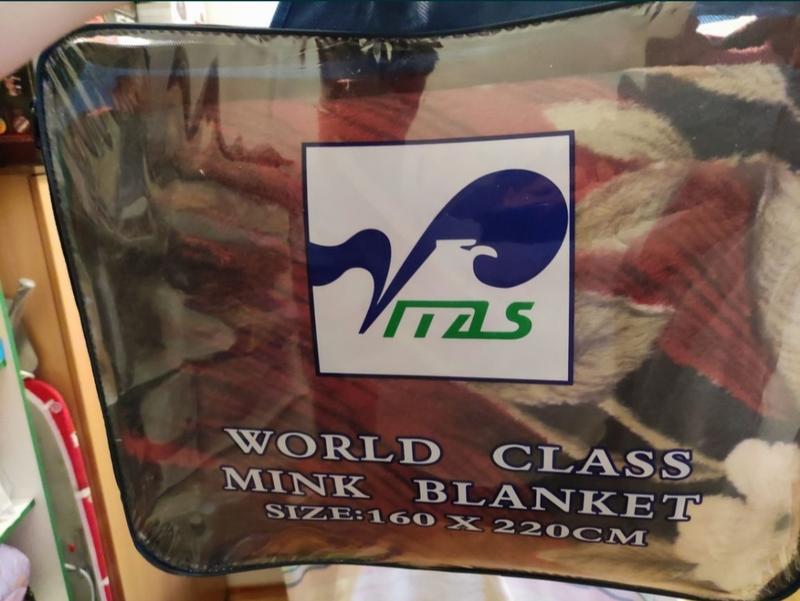 VITAS
WORLD CLASS
MINK BLANKET
SIZE:160 X 220CM